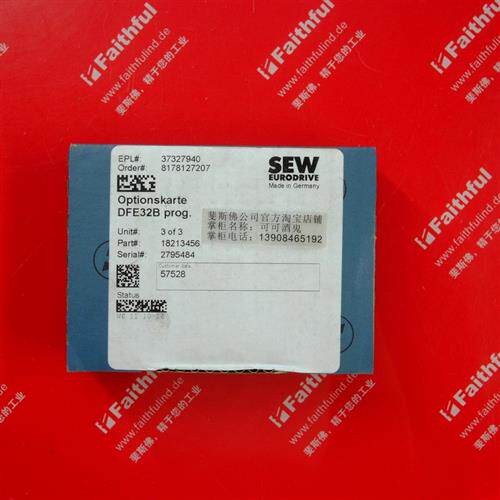 EPL#: 37327940
Order#: 8178127207
SEW
EURODRIVE
Made in Germany
Optionskarte
DFE32B prog.
斐斯佛公司官方淘宝店铺
掌柜名称：可可酒鬼
掌柜电话：13908465192
Unit#: 3 of 3
Part#: 18213456
Serial#: 2795484
Customer data:
57528
Status
Faithful
www.faithfulind.de
斐斯佛，精于您的工业